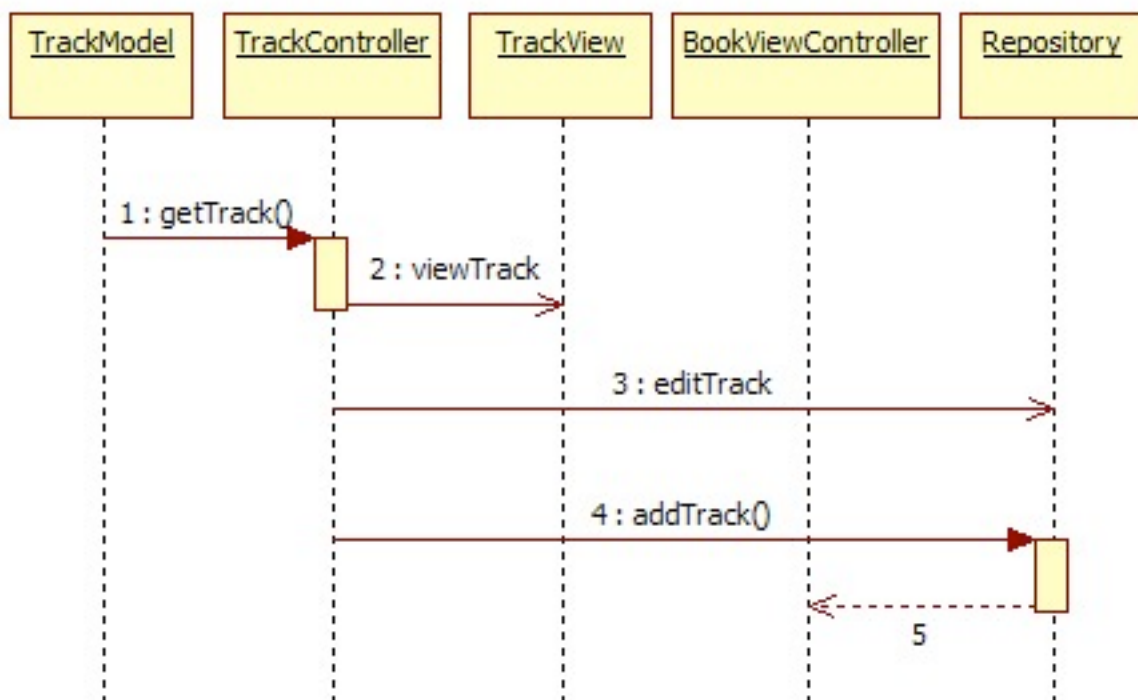 TrackModel
TrackController
TrackView
BookViewController
Repository
1 : getTrack()
2 : viewTrack
3 : editTrack
4 : addTrack()
5